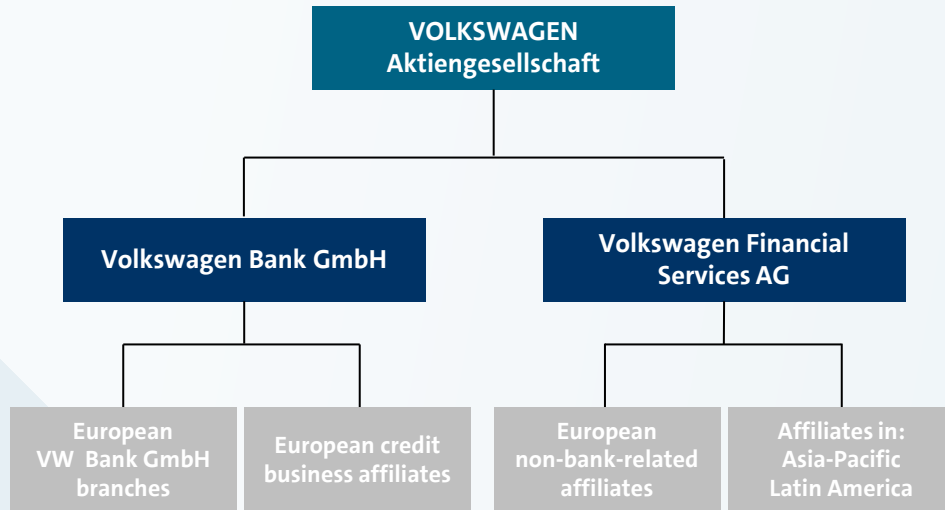 VOLKSWAGEN
Aktiengesellschaft
Volkswagen Bank GmbH
Volkswagen Financial
Services AG
European
VW Bank GmbH
branches
European credit
business affiliates
European
non-bank-related
affiliates
Affiliates in:
Asia-Pacific
Latin America